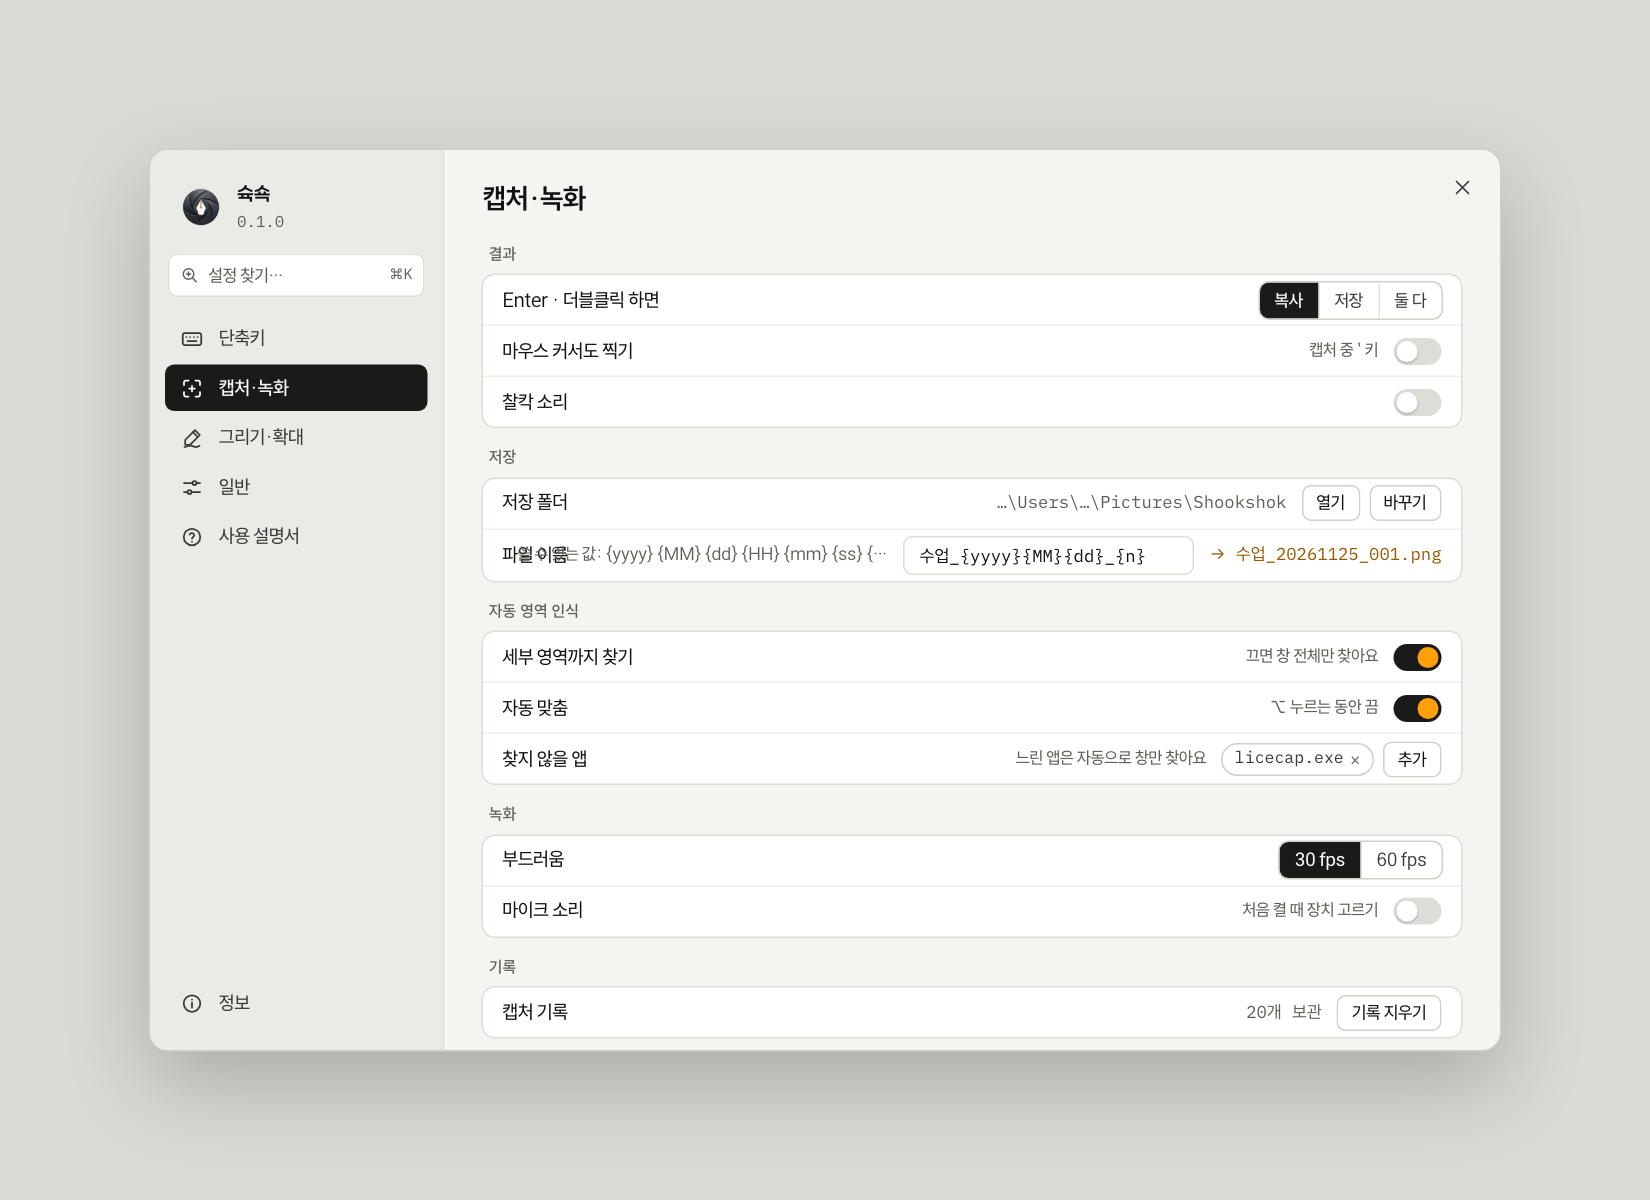 슉쇽
0.1.0
설정 찾기…
⌘K
단축키
캡처·녹화
그리기·확대
일반
사용 설명서
정보
캡처·녹화
결과
Enter · 더블클릭 하면
복사 저장 둘 다
마우스 커서도 찍기
캡처 중 ` 키
찰칵 소리
저장
저장 폴더
…\Users\…\Pictures\Shookshok 열기 바꾸기
파일 이름
는 값: {yyyy} {MM} {dd} {HH} {mm} {ss} {…
수업_{yyyy}{MM}{dd}_{n}
→ 수업_20261125_001.png
자동 영역 인식
세부 영역까지 찾기
끄면 창 전체만 찾아요
자동 맞춤
⌥ 누르는 동안 끔
찾지 않을 앱
느린 앱은 자동으로 창만 찾아요 licecap.exe × 추가
녹화
부드러움
30 fps 60 fps
마이크 소리
처음 켤 때 장치 고르기
기록
캡처 기록
20개 보관 기록 지우기